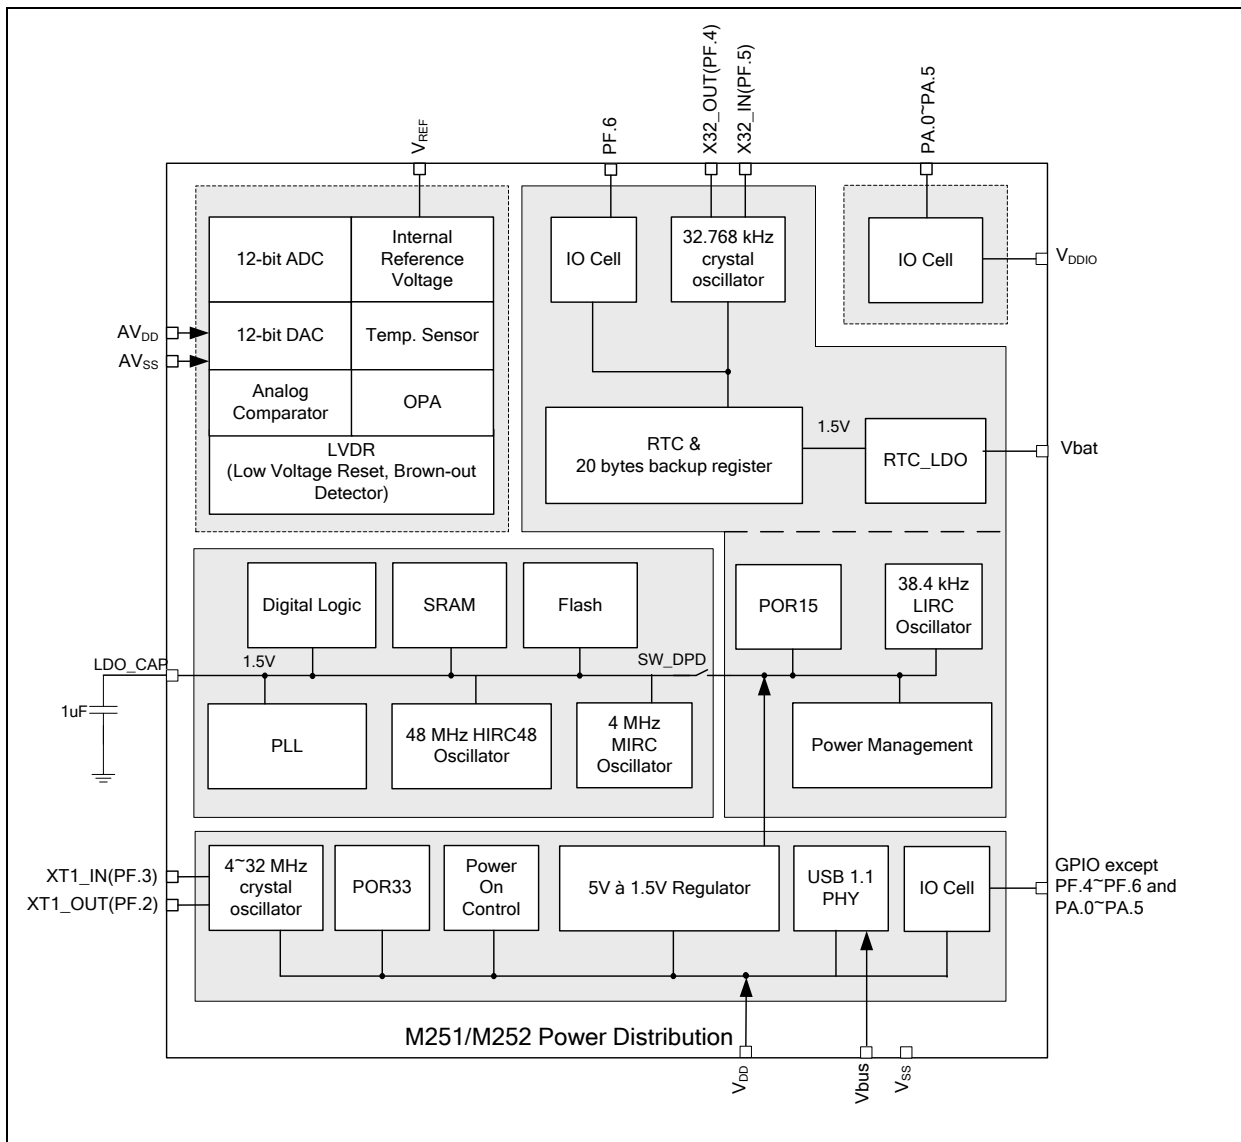 X32_OUT(PF.4)
X32_IN(PF.5)
PA.0~PA.5
VREF
PF.6
12-bit ADC
Internal
Reference
Voltage
IO Cell
32.768 kHz
crystal
oscillator
IO Cell
VDDIO
AVDD
12-bit DAC
Temp. Sensor
AVSS
Analog
Comparator
OPA
LVDR
(Low Voltage Reset, Brown-out
Detector)
RTC &
20 bytes backup register
1.5V
RTC_LDO
Vbat
Digital Logic
SRAM
Flash
POR15
38.4 kHz
LIRC
Oscillator
LDO_CAP
1.5V
SW_DPD
1uF
PLL
48 MHz HIRC48
Oscillator
4 MHz
MIRC
Oscillator
Power Management
XT1_IN(PF.3)
XT1_OUT(PF.2)
4~32 MHz
crystal
oscillator
POR33
Power
On
Control
5V à 1.5V Regulator
USB 1.1
PHY
IO Cell
GPIO except
PF.4~PF.6 and
PA.0~PA.5
M251/M252 Power Distribution
VDD
Vbus
VSS